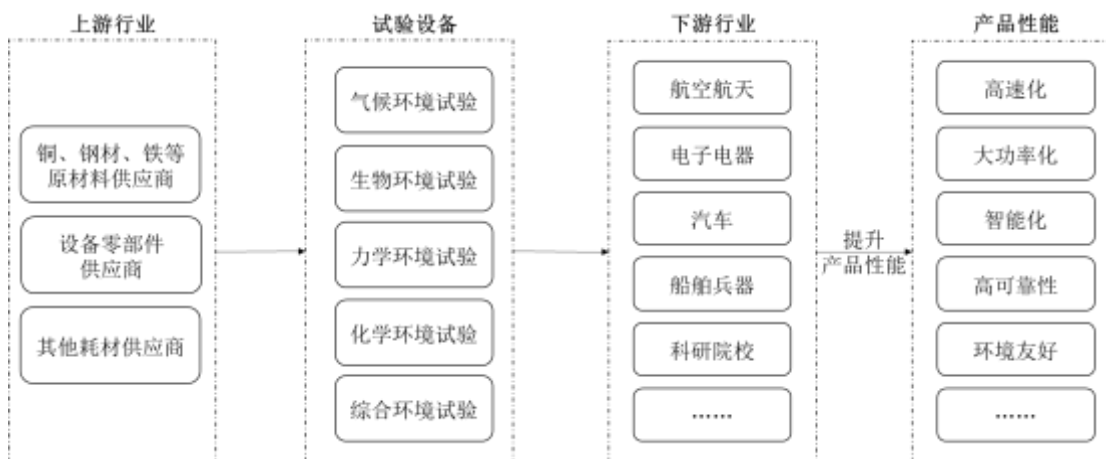 上游行业
铜、钢材、铁等
原材料供应商
设备零部件
供应商
其他耗材供应商
试验设备
气候环境试验
生物环境试验
力学环境试验
化学环境试验
综合环境试验
下游行业
航空航天
电子电器
汽车
船舶兵器
科研院校
……
提升
产品性能
产品性能
高速化
大功率化
智能化
高可靠性
环境友好
……